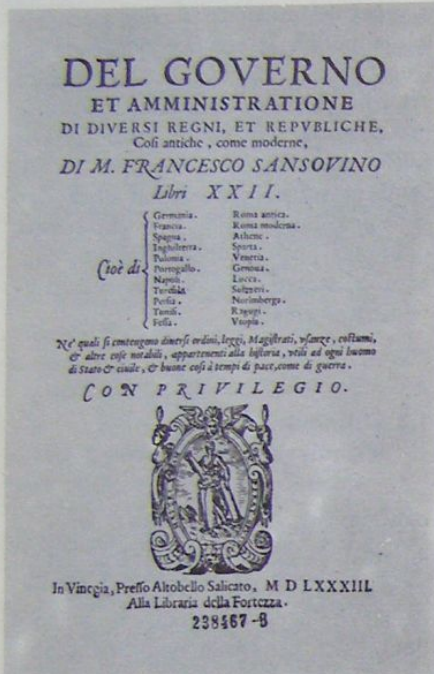 DEL GOVERNO
ET AMMINISTRATIONE
DI DIVERSI REGNI, ET REPVBLICHE,
Così antiche, come moderne,
DI M. FRANCESCO SANSOVINO
Libri XXII.
Cioè di
Germania. Roma antica.
Francia. Roma moderna.
Spagna. Athene.
Inghilterra. Sparta.
Polonia. Venetia.
Portogallo. Genoua.
Napoli. Lucca.
Suizzeri.
Persia. Norimberga.
Tunisi. Ragugi.
Fessa. Vtopia.
Ne' quali si contengono diuersi ordini, leggi, Magistrati, vsanze, costumi,
& altre cose notabili, appartenenti alla historia, vtili ad ogni huomo
di Stato & ciuile, & buone così à tempi di pace, come di guerra.
CON PRIVILEGIO.
In Vinegia, Presso Altobello Salicato, M D LXXXIII.
Alla Libraria della Fortezza.
238467-B